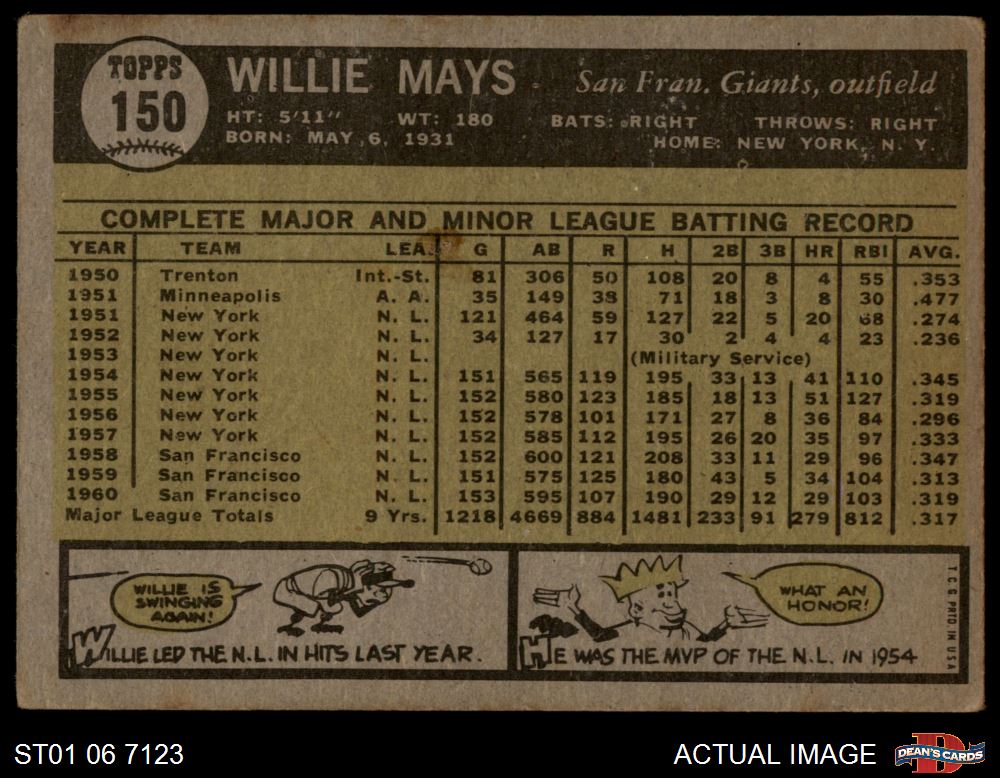 TOPPS
150
WILLIE MAYS - San Fran. Giants, outfield
HT: 5'11" WT: 180 BATS: RIGHT THROWS: RIGHT
BORN: MAY 6, 1931 HOME: NEW YORK, N. Y.
COMPLETE MAJOR AND MINOR LEAGUE BATTING RECORD
YEAR TEAM LEA. G AB R H 2B 3B HR RBI AVG.
1950 Trenton Int.-St. 81 306 50 108 20 8 4 55 .353
1951 Minneapolis A. A. 35 149 38 71 18 3 8 30 .477
1951 New York N. L. 121 464 59 127 22 5 20 68 .274
1952 New York N. L. 34 127 17 30 2 4 4 23 .236
1953 New York N. L. (Military Service)
1954 New York N. L. 151 565 119 195 33 13 41 110 .345
1955 New York N. L. 152 580 123 185 18 13 51 127 .319
1956 New York N. L. 152 578 101 171 27 8 36 84 .296
1957 New York N. L. 152 585 112 195 26 20 35 97 .333
1958 San Francisco N. L. 152 600 121 208 33 11 29 96 .347
1959 San Francisco N. L. 151 575 125 180 43 5 34 104 .313
1960 San Francisco N. L. 153 595 107 190 29 12 29 103 .319
Major League Totals 9 Yrs. 1218 4669 884 1481 233 91 279 812 .317
WILLIE IS
SWINGING
AGAIN!
WILLIE LED THE N.L. IN HITS LAST YEAR.
WHAT AN
HONOR!
HE WAS THE MVP OF THE N.L. IN 1954
T.C.G. PRTD. IN USA
ST01 06 7123 ACTUAL IMAGE
DEAN'S CARDS